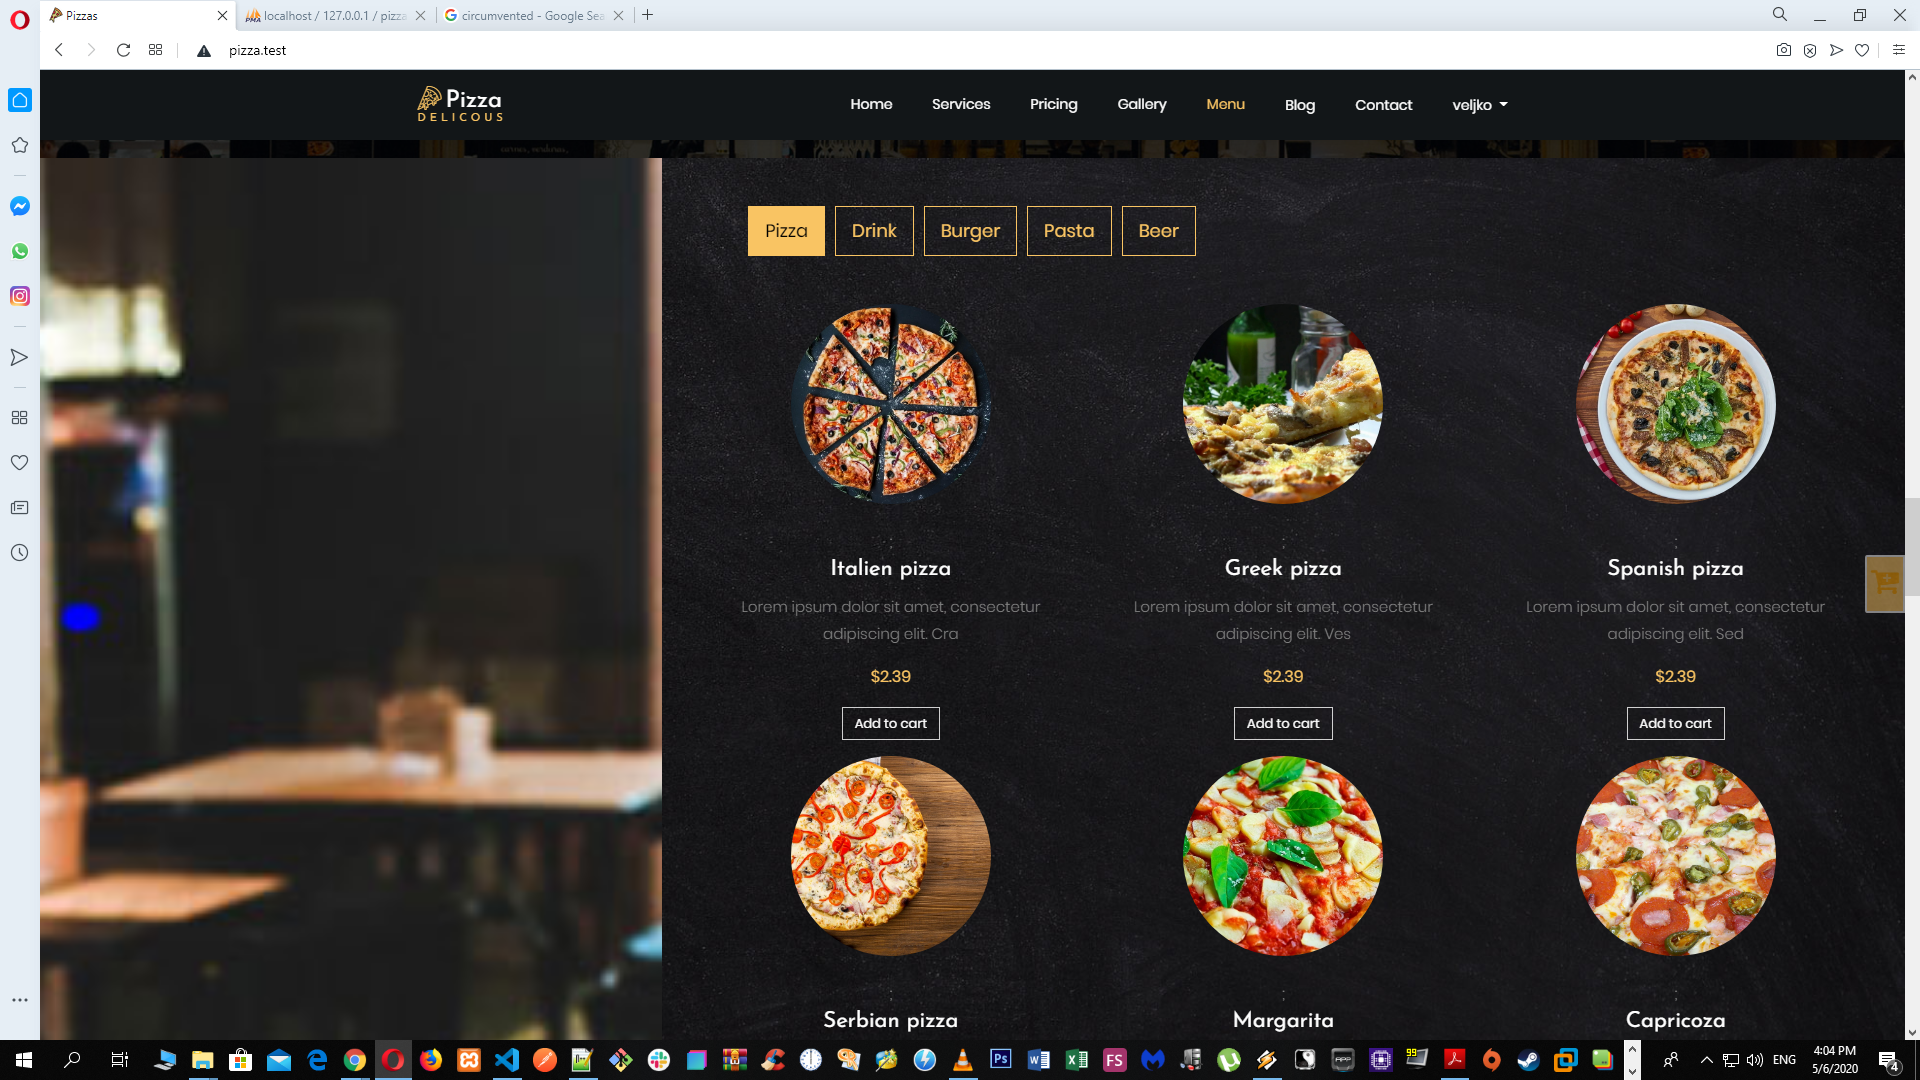 Pizzas
localhost / 127.0.0.1 / pizza
circumvented - Google Sea
pizza.test
Pizza
DELICOUS
Home Services Pricing Gallery Menu Blog Contact veljko
Pizza Drink Burger Pasta Beer
Italien pizza
Lorem ipsum dolor sit amet, consectetur
adipiscing elit. Cra
$2.39
Add to cart
Greek pizza
Lorem ipsum dolor sit amet, consectetur
adipiscing elit. Ves
$2.39
Add to cart
Spanish pizza
Lorem ipsum dolor sit amet, consectetur
adipiscing elit. Sed
$2.39
Add to cart
Serbian pizza
Margarita
Capricoza
ENG
4:04 PM
5/6/2020
4